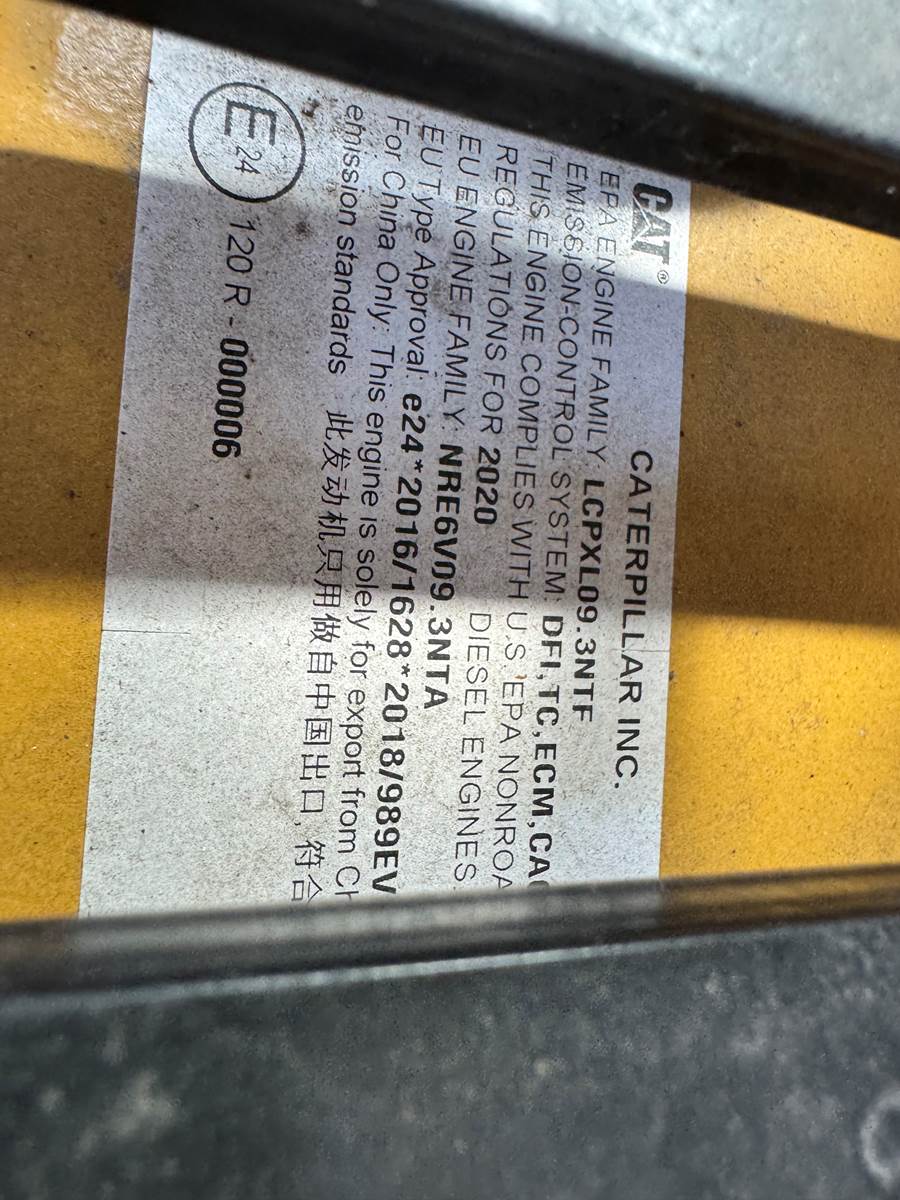 CAT®
CATERPILLAR INC.
EPA ENGINE FAMILY: LCPXL09.3NTF
EMISSION-CONTROL SYSTEM: DFI,TC,ECM,CA
THIS ENGINE COMPLIES WITH U.S. EPA NONROA
REGULATIONS FOR 2020 DIESEL ENGINES.
EU ENGINE FAMILY: NRE6V09.3NTA
EU Type Approval: e24*2016/1628*2018/989EV
For China Only: This engine is solely for export from Ch
emission standards 此发动机只用做自中国出口, 符合
E24 120 R - 000006